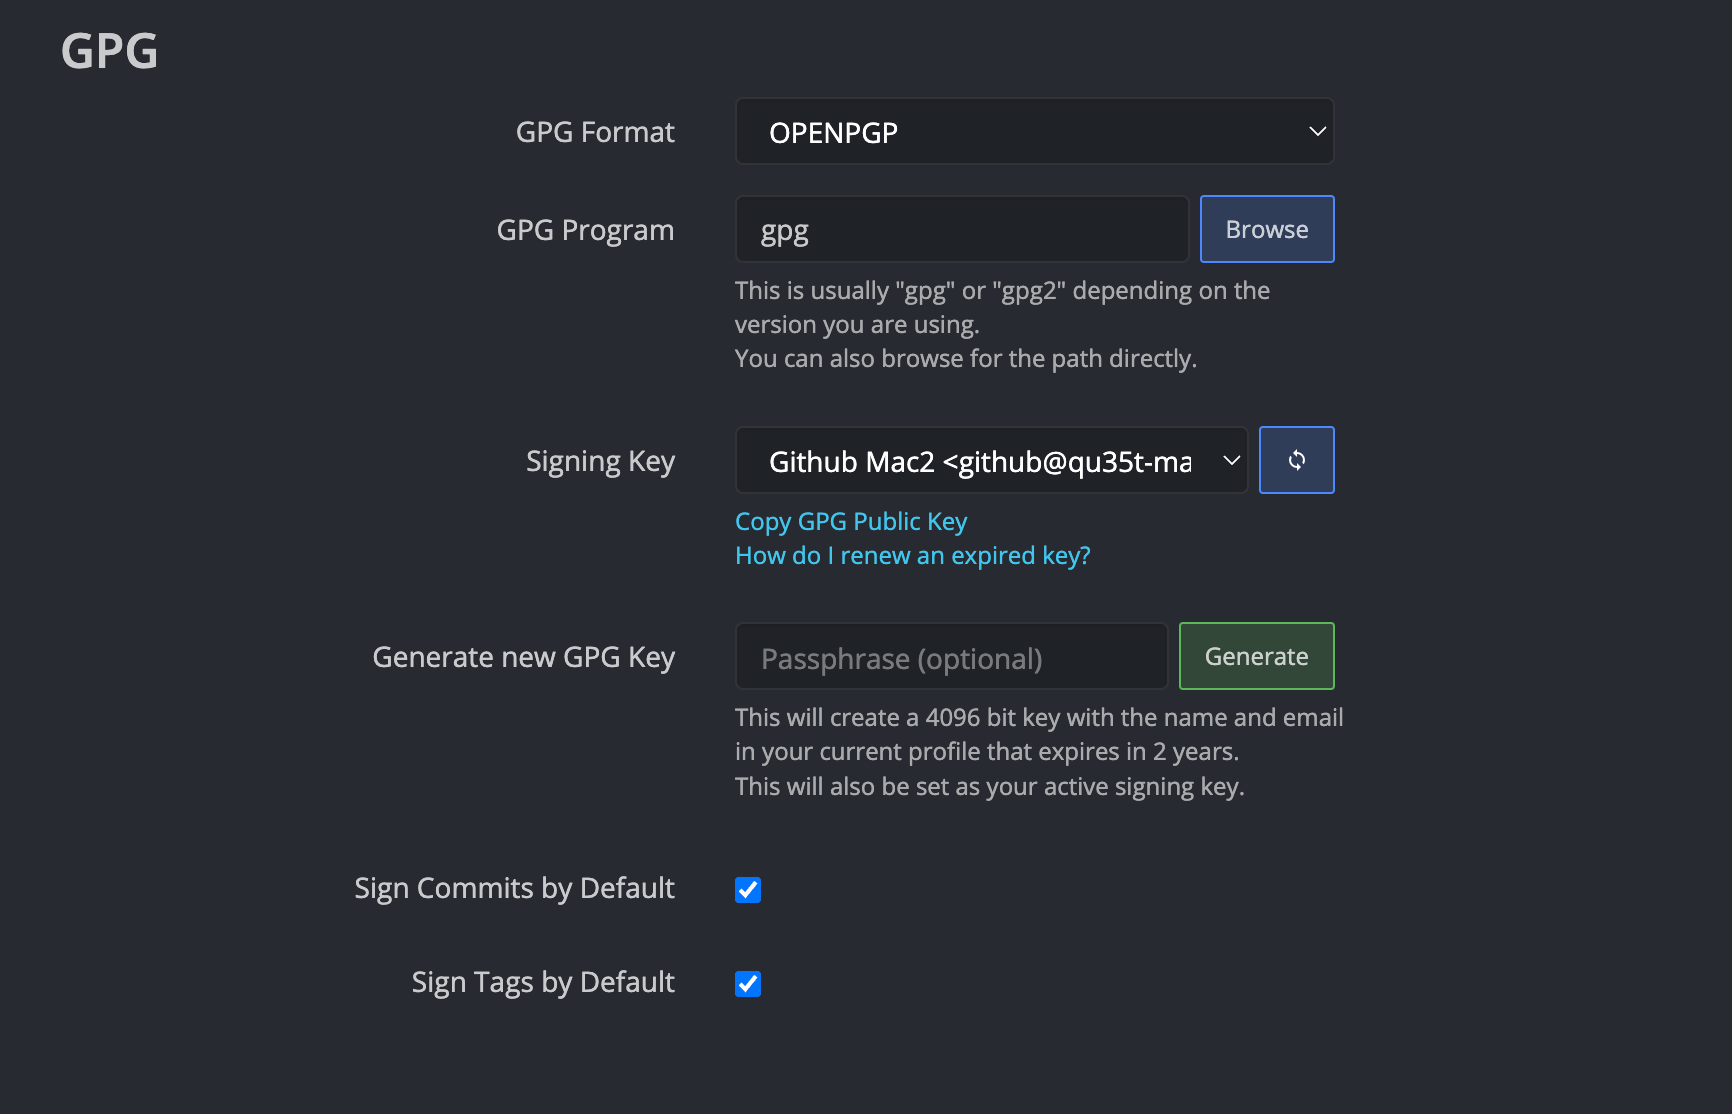 GPG
GPG Format
OPENPGP
GPG Program
gpg
Browse
This is usually "gpg" or "gpg2" depending on the
version you are using.
You can also browse for the path directly.
Signing Key
Github Mac2 <github@qu35t-ma
Copy GPG Public Key
How do I renew an expired key?
Generate new GPG Key
Passphrase (optional)
Generate
This will create a 4096 bit key with the name and email
in your current profile that expires in 2 years.
This will also be set as your active signing key.
Sign Commits by Default
Sign Tags by Default